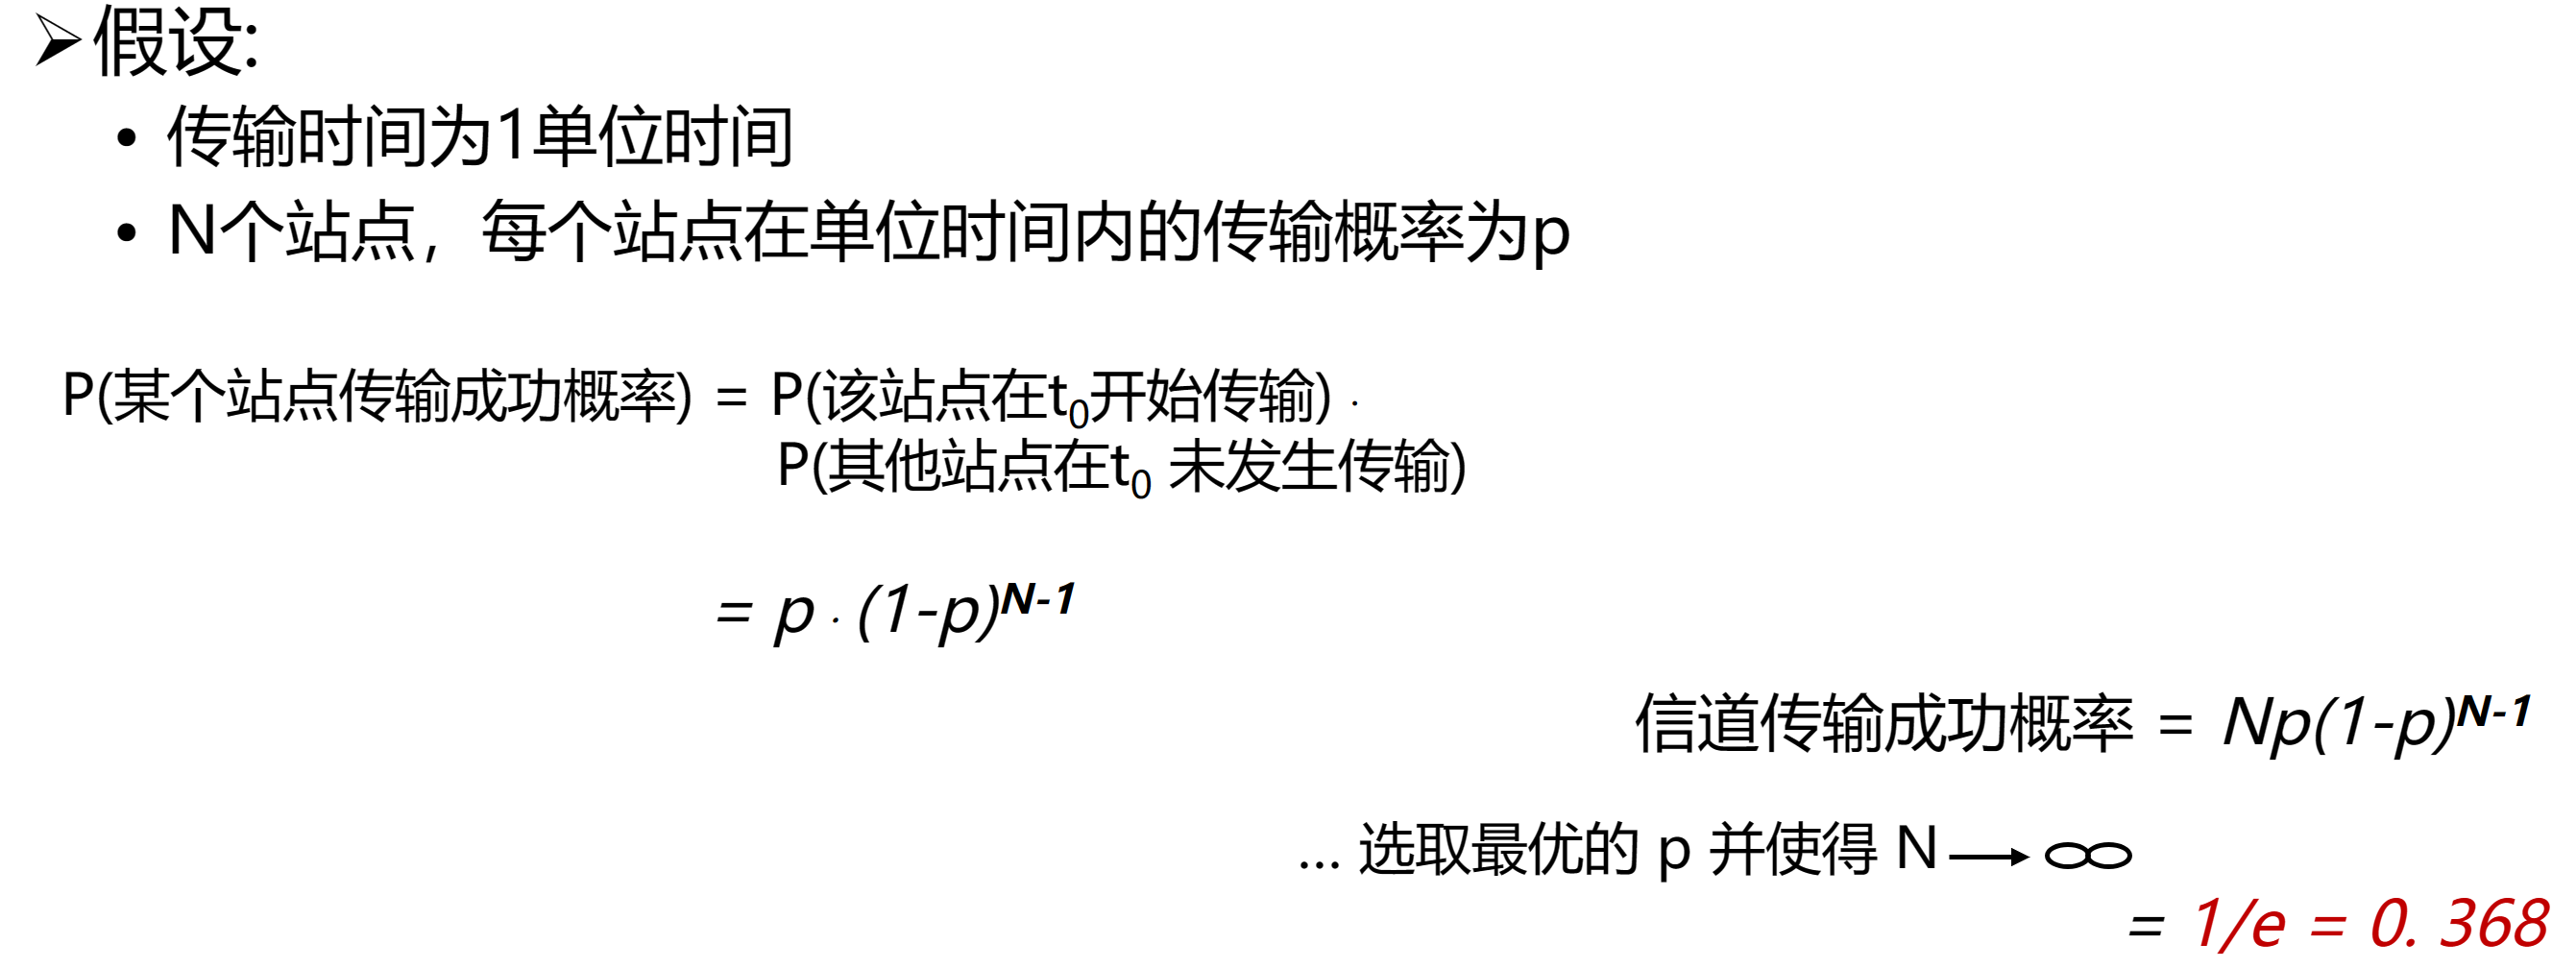 ➢假设:
• 传输时间为1单位时间
• N个站点，每个站点在单位时间内的传输概率为p
P(某个站点传输成功概率) = P(该站点在t₀开始传输) ·
P(其他站点在t₀ 未发生传输)
= p · (1-p)ᴺ⁻¹
信道传输成功概率 = Np(1-p)ᴺ⁻¹
... 选取最优的 p 并使得 N→∞
= 1/e = 0. 368